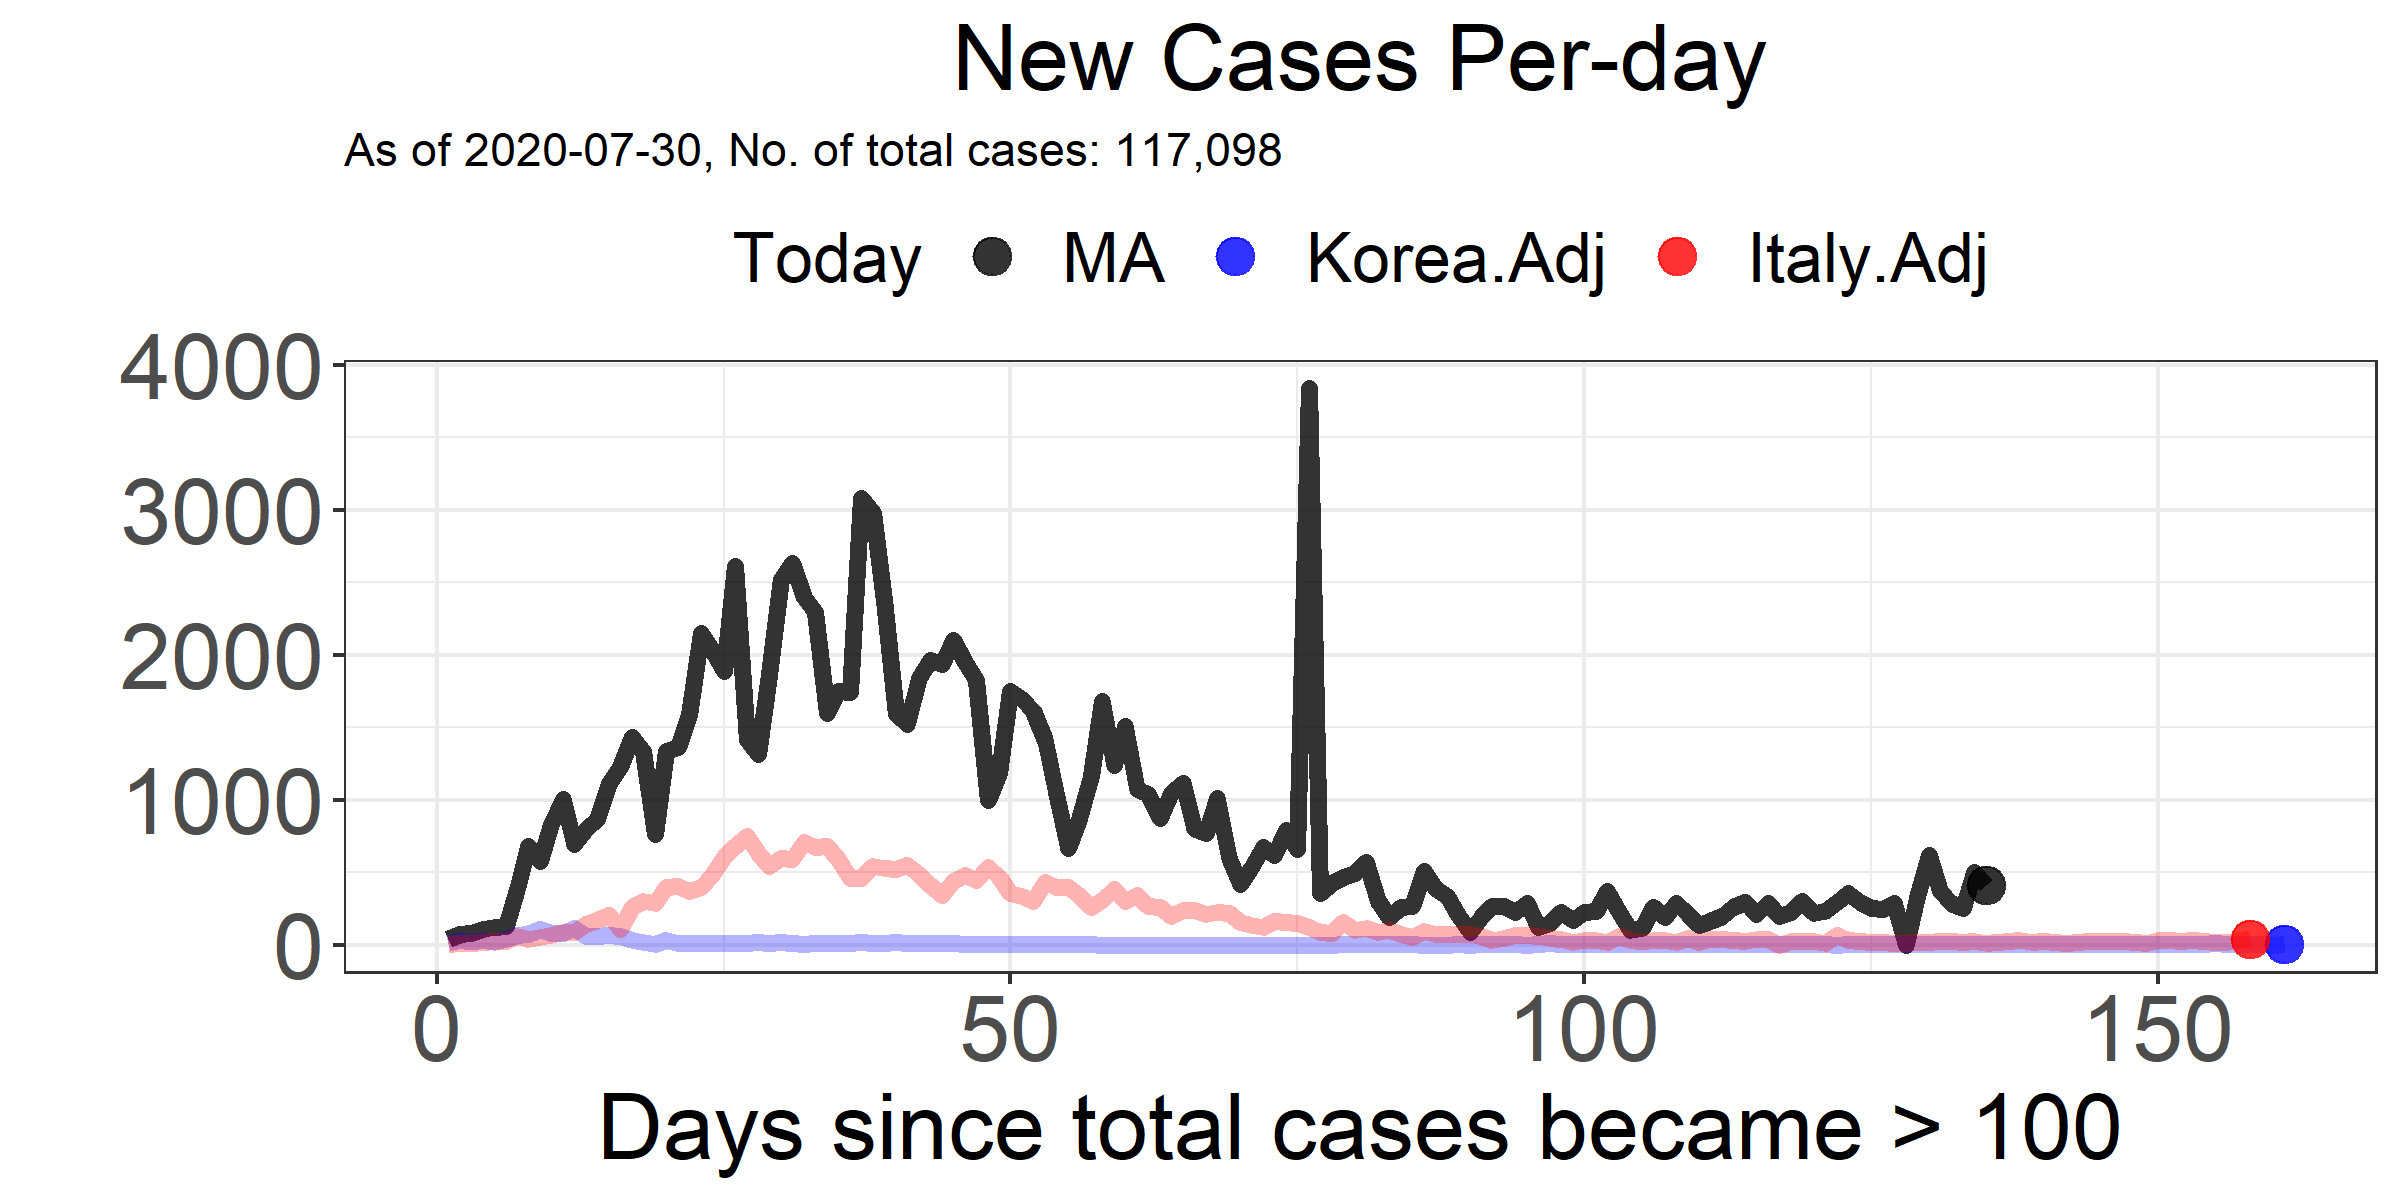 New Cases Per-day
As of 2020-07-30, No. of total cases: 117,098
Today MA Korea.Adj Italy.Adj
4000
3000
2000
1000
0
0 50 100 150
Days since total cases became > 100